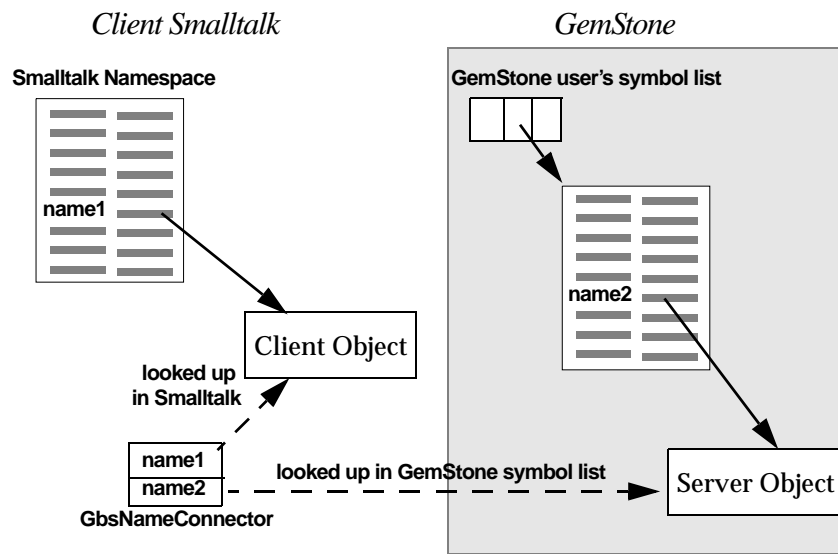 Client Smalltalk
GemStone
Smalltalk Namespace
GemStone user's symbol list
name1
name2
Client Object
looked up
in Smalltalk
name1
name2
GbsNameConnector
looked up in GemStone symbol list
Server Object